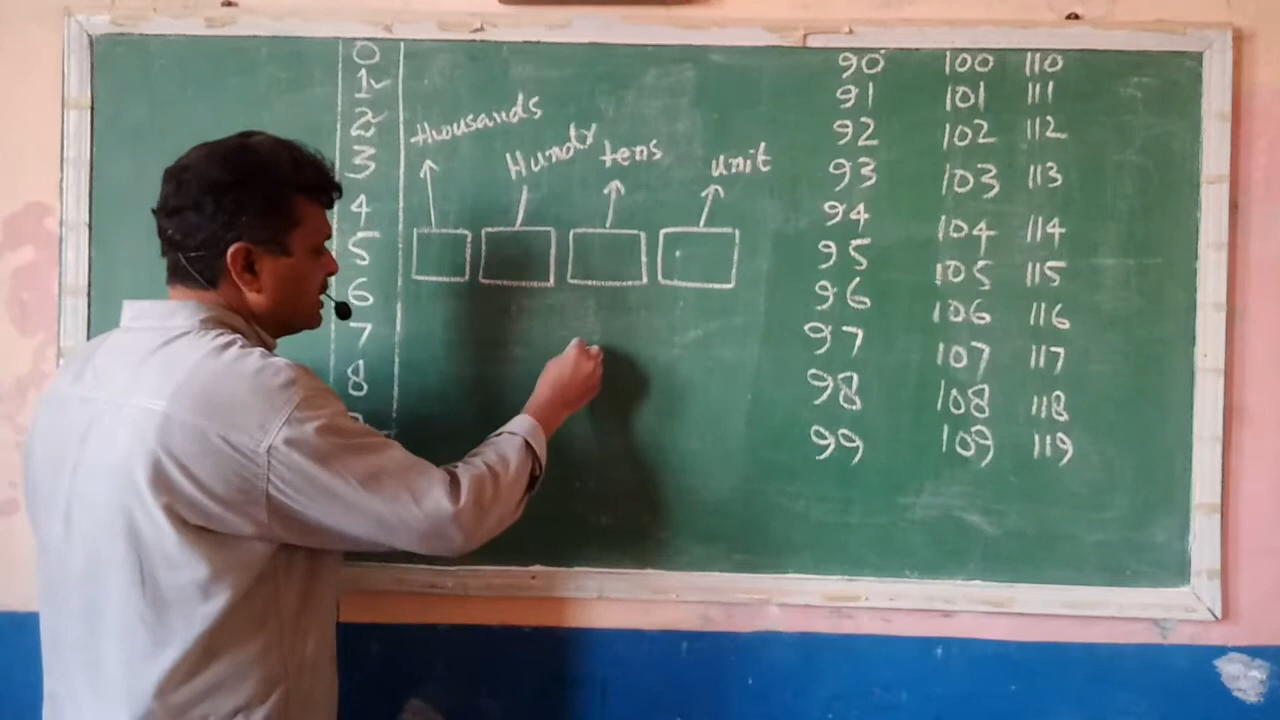 0
1
2
3
4
5
6
7
8
Thousands
Hundr
tens
unit
90 100 110
91 101 111
92 102 112
93 103 113
94 104 114
95 105 115
96 106 116
97 107 117
98 108 118
99 109 119